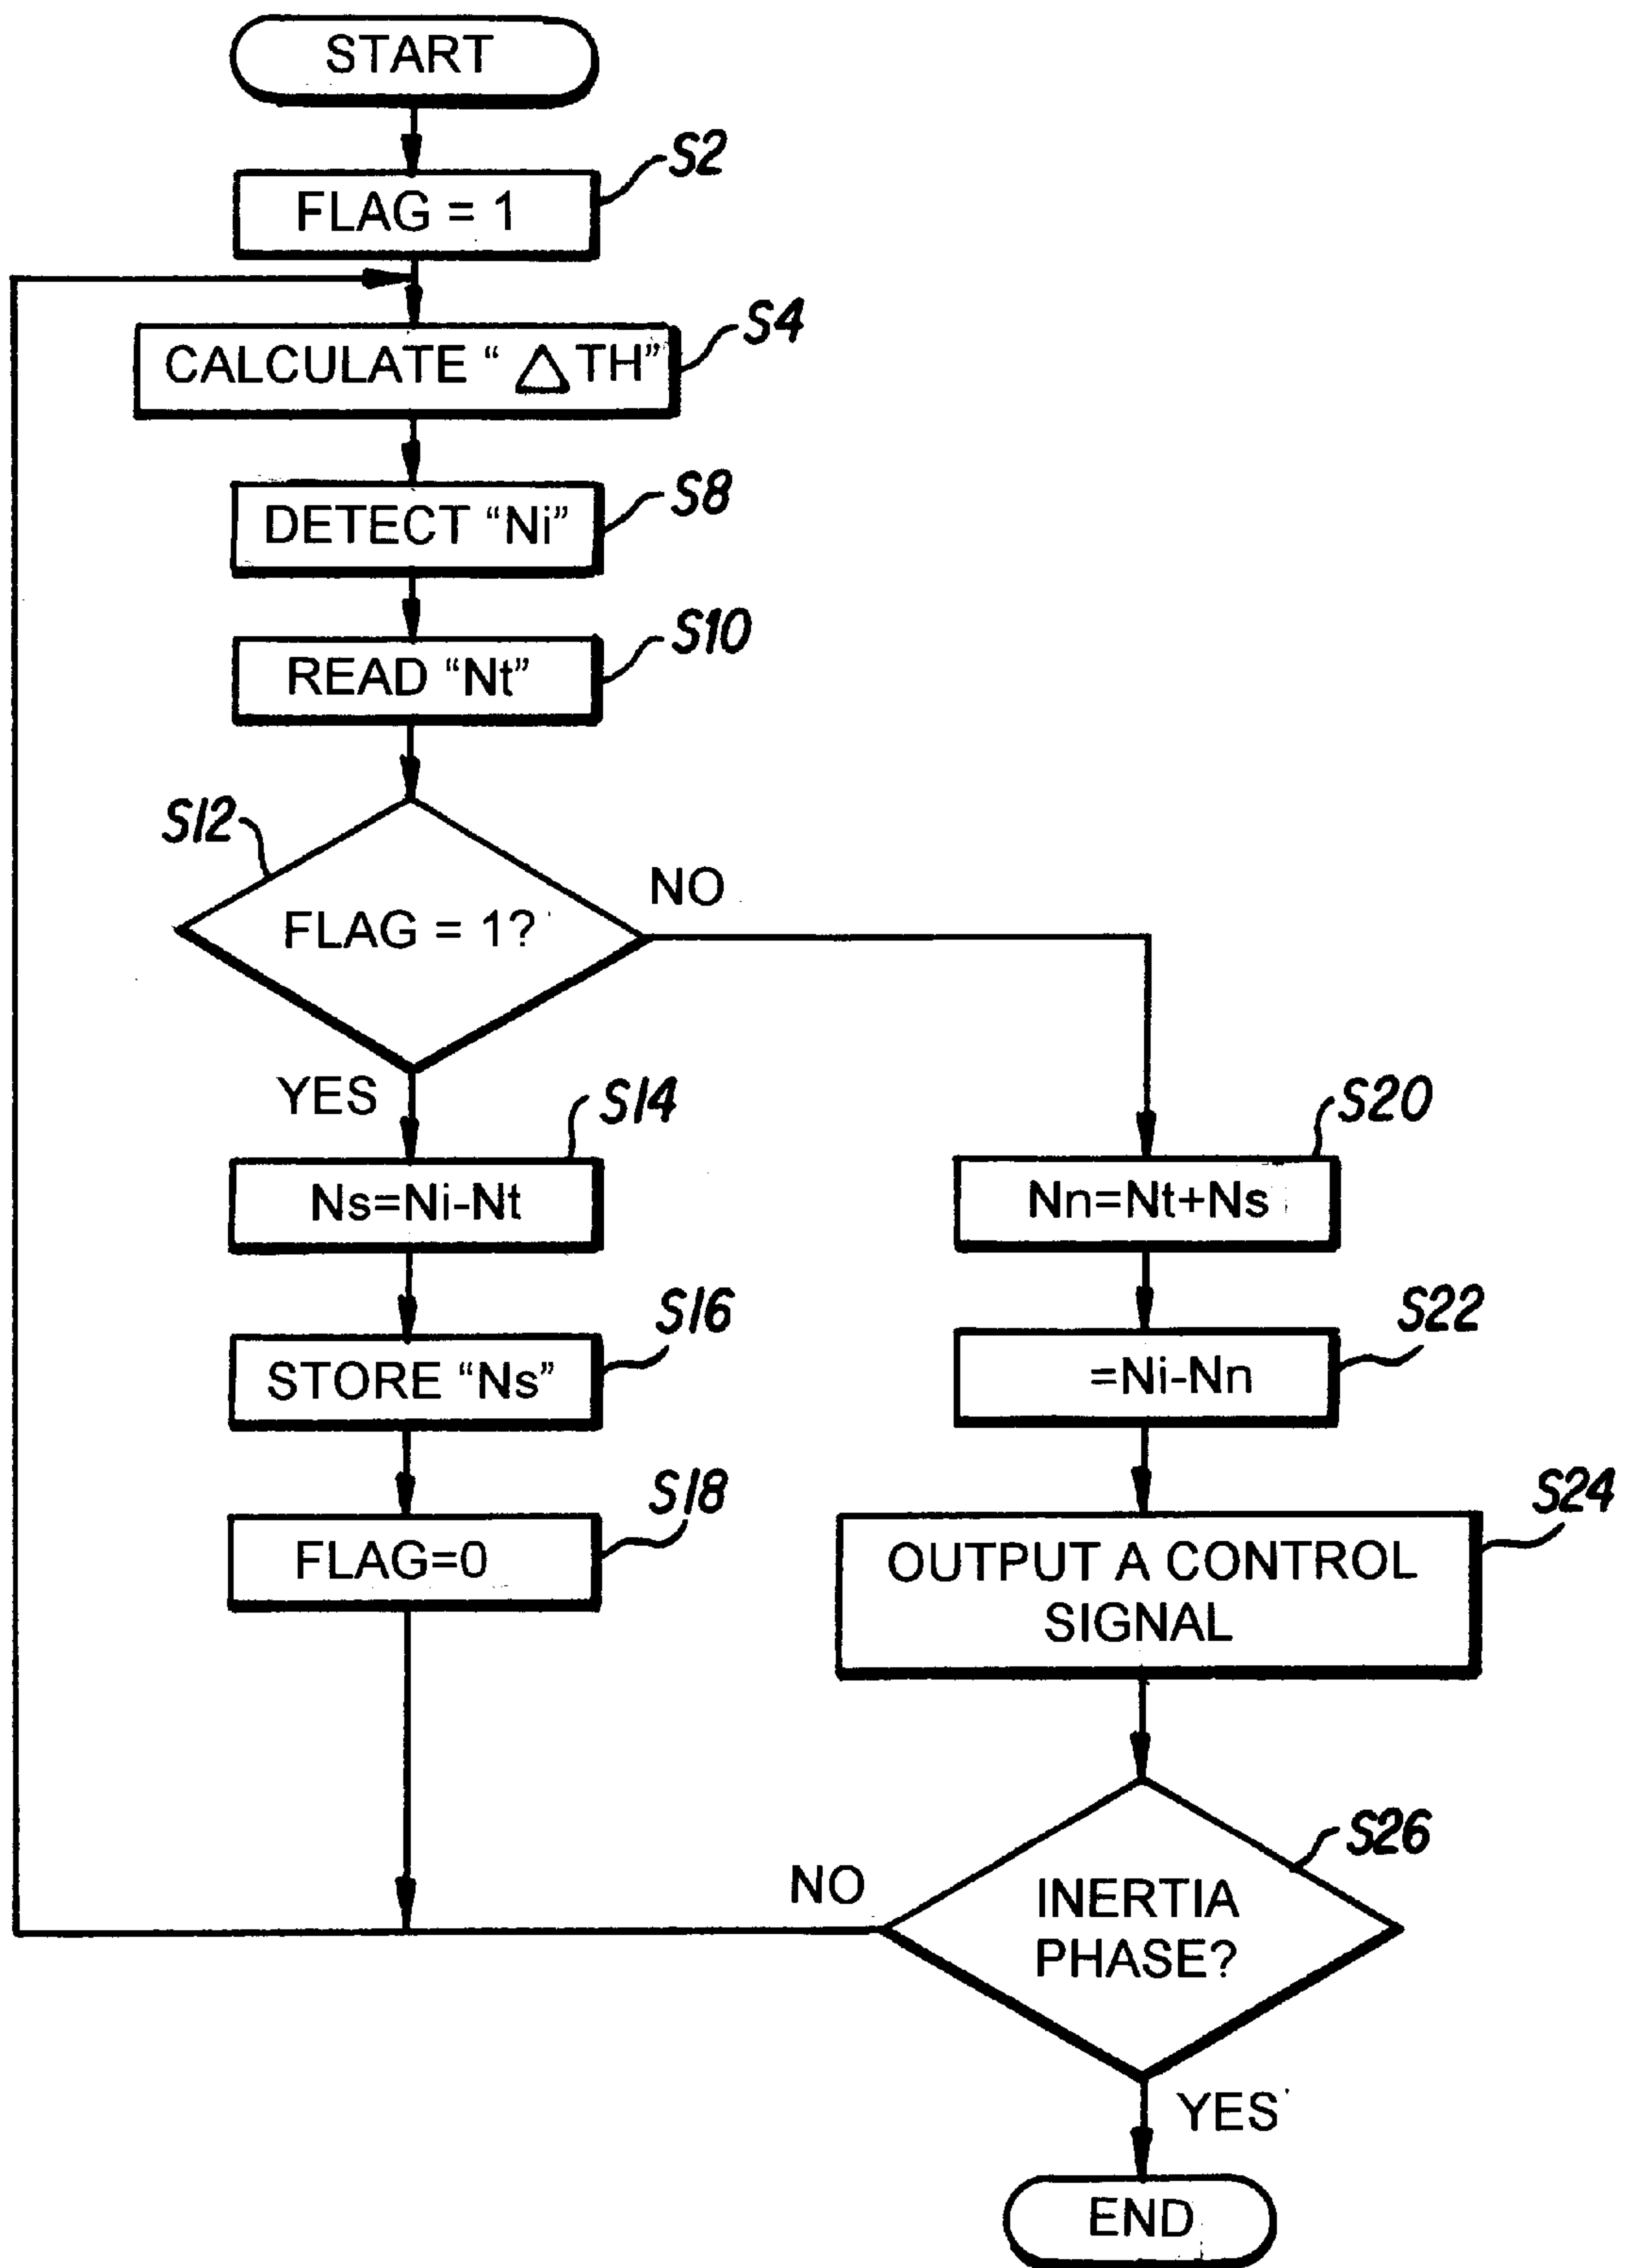 START
S2
FLAG = 1
S4
CALCULATE “ △ TH”
S8
DETECT “Ni”
S10
READ “Nt”
S12
FLAG = 1?
NO
YES
S14
Ns=Ni-Nt
S16
STORE “Ns”
S18
FLAG=0
S20
Nn=Nt+Ns
S22
=Ni-Nn
S24
OUTPUT A CONTROL
SIGNAL
S26
INERTIA
PHASE?
NO
YES
END